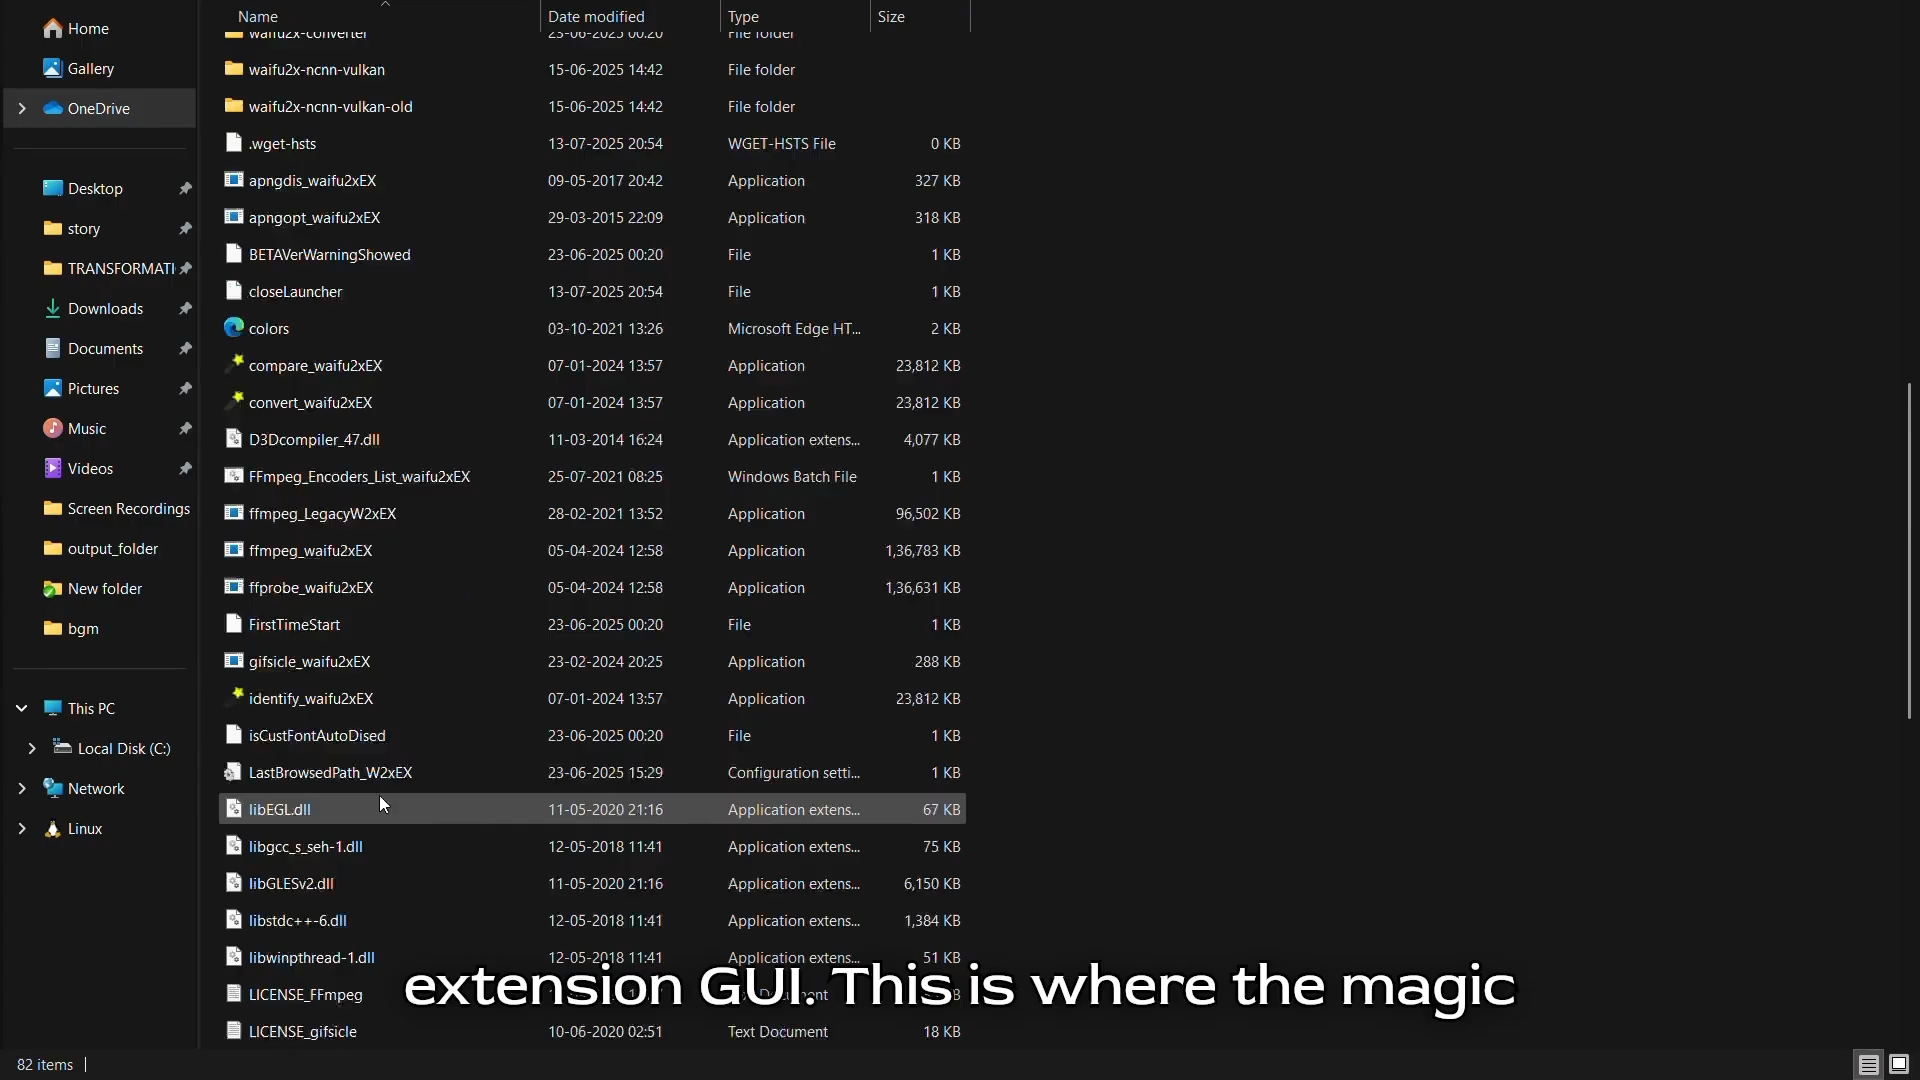 Name Date modified Type Size
Home
Gallery
OneDrive
Desktop
story
TRANSFORMATI
Downloads
Documents
Pictures
Music
Videos
Screen Recordings
output_folder
New folder
bgm
This PC
Local Disk (C:)
Network
Linux
waifu2x-converter 23-06-2025 00:20 File folder
waifu2x-ncnn-vulkan 15-06-2025 14:42 File folder
waifu2x-ncnn-vulkan-old 15-06-2025 14:42 File folder
.wget-hsts 13-07-2025 20:54 WGET-HSTS File 0 KB
apngdis_waifu2xEX 09-05-2017 20:42 Application 327 KB
apngopt_waifu2xEX 29-03-2015 22:09 Application 318 KB
BETAVerWarningShowed 23-06-2025 00:20 File 1 KB
closeLauncher 13-07-2025 20:54 File 1 KB
colors 03-10-2021 13:26 Microsoft Edge HT... 2 KB
compare_waifu2xEX 07-01-2024 13:57 Application 23,812 KB
convert_waifu2xEX 07-01-2024 13:57 Application 23,812 KB
D3Dcompiler_47.dll 11-03-2014 16:24 Application extens... 4,077 KB
FFmpeg_Encoders_List_waifu2xEX 25-07-2021 08:25 Windows Batch File 1 KB
ffmpeg_LegacyW2xEX 28-02-2021 13:52 Application 96,502 KB
ffmpeg_waifu2xEX 05-04-2024 12:58 Application 1,36,783 KB
ffprobe_waifu2xEX 05-04-2024 12:58 Application 1,36,631 KB
FirstTimeStart 23-06-2025 00:20 File 1 KB
gifsicle_waifu2xEX 23-02-2024 20:25 Application 288 KB
identify_waifu2xEX 07-01-2024 13:57 Application 23,812 KB
isCustFontAutoDised 23-06-2025 00:20 File 1 KB
LastBrowsedPath_W2xEX 23-06-2025 15:29 Configuration setti... 1 KB
libEGL.dll 11-05-2020 21:16 Application extens... 67 KB
libgcc_s_seh-1.dll 12-05-2018 11:41 Application extens... 75 KB
libGLESv2.dll 11-05-2020 21:16 Application extens... 6,150 KB
libstdc++-6.dll 12-05-2018 11:41 Application extens... 1,384 KB
libwinpthread-1.dll 12-05-2018 11:41 Application extens... 51 KB
LICENSE_FFmpeg
extension GUI. This is where the magic
LICENSE_gifsicle 10-06-2020 02:51 Text Document 18 KB
82 items